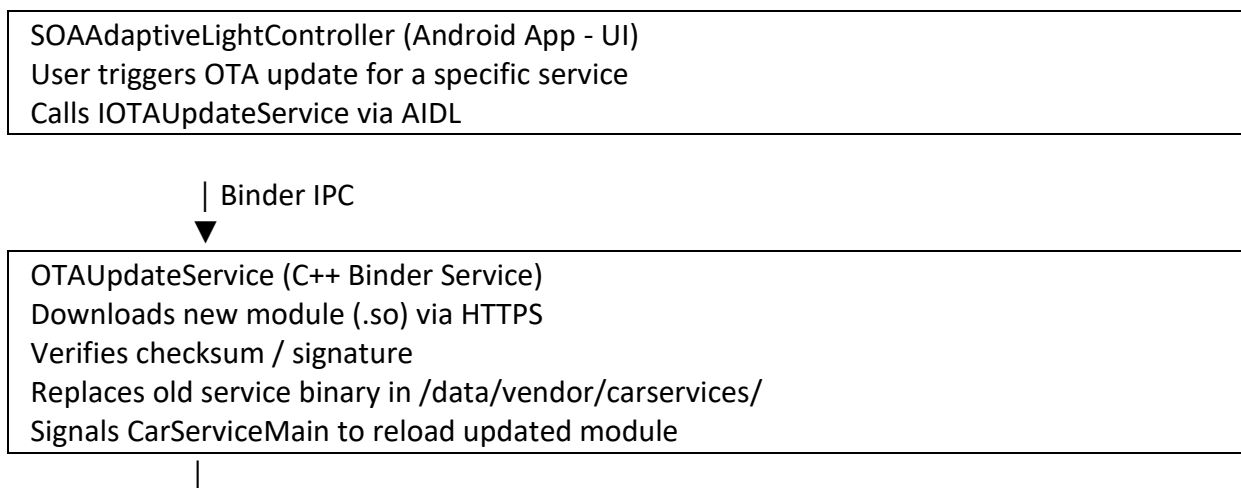 SOAAdaptiveLightController (Android App - UI)
User triggers OTA update for a specific service
Calls IOTAUpdateService via AIDL
| Binder IPC
▼
OTAUpdateService (C++ Binder Service)
Downloads new module (.so) via HTTPS
Verifies checksum / signature
Replaces old service binary in /data/vendor/carservices/
Signals CarServiceMain to reload updated module
|